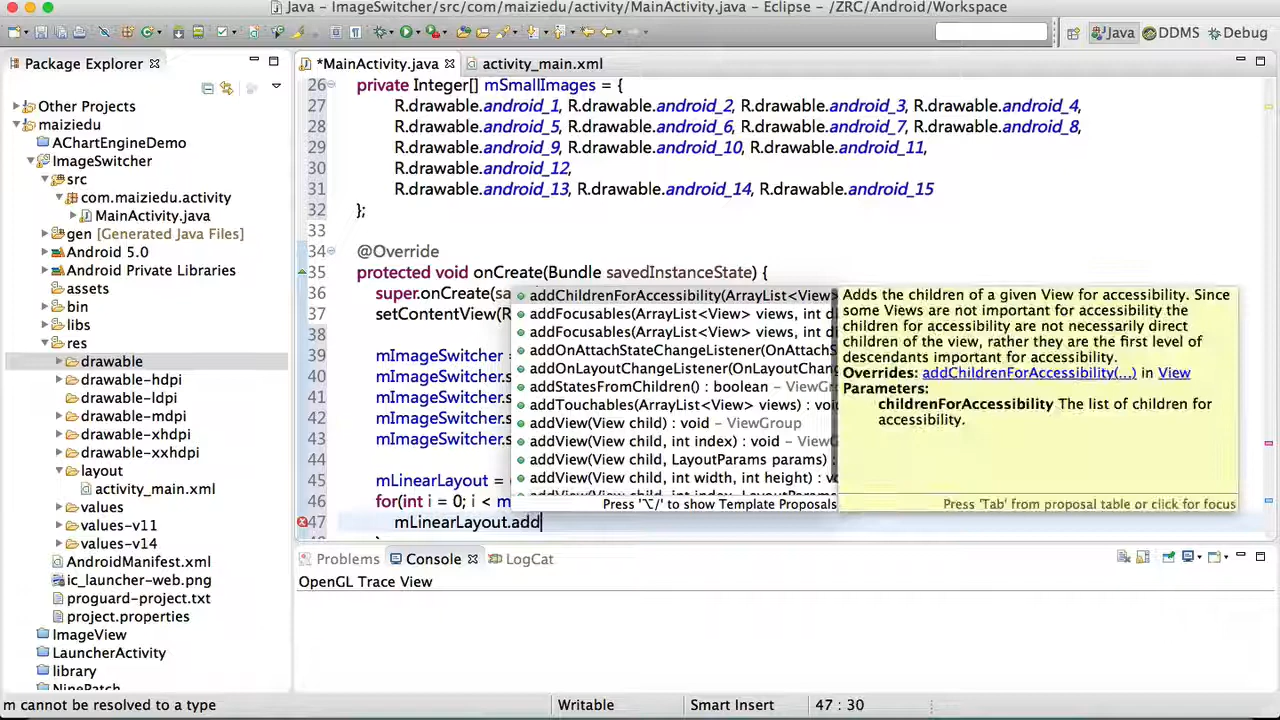 Java – ImageSwitcher/src/com/maiziedu/activity/MainActivity.java – Eclipse – /ZRC/Android/Workspace
Java
DDMS
Debug
Package Explorer
Other Projects
maiziedu
AChartEngineDemo
ImageSwitcher
src
com.maiziedu.activity
MainActivity.java
gen [Generated Java Files]
Android 5.0
Android Private Libraries
assets
bin
libs
res
drawable
drawable-hdpi
drawable-ldpi
drawable-mdpi
drawable-xhdpi
drawable-xxhdpi
layout
activity_main.xml
values
values-v11
values-v14
AndroidManifest.xml
ic_launcher-web.png
proguard-project.txt
project.properties
ImageView
LauncherActivity
library
NinePatch
*MainActivity.java
activity_main.xml
26 private Integer[] mSmallImages = {
27 R.drawable.android_1, R.drawable.android_2, R.drawable.android_3, R.drawable.android_4,
28 R.drawable.android_5, R.drawable.android_6, R.drawable.android_7, R.drawable.android_8,
29 R.drawable.android_9, R.drawable.android_10, R.drawable.android_11,
30 R.drawable.android_12,
31 R.drawable.android_13, R.drawable.android_14, R.drawable.android_15
32 };
33
34 @Override
35 protected void onCreate(Bundle savedInstanceState) {
36 super.onCreate(sa
37 setContentView(R
38
39 mImageSwitcher =
40 mImageSwitcher.s
41 mImageSwitcher.s
42 mImageSwitcher.s
43 mImageSwitcher.s
44
45 mLinearLayout = (
46 for(int i = 0; i < m
47 mLinearLayout.add
addChildrenForAccessibility(ArrayList<View>
addFocusables(ArrayList<View> views, int di
addFocusables(ArrayList<View> views, int di
addOnAttachStateChangeListener(OnAttachS
addOnLayoutChangeListener(OnLayoutChang
addStatesFromChildren() : boolean – ViewGr
addTouchables(ArrayList<View> views) : voi
addView(View child) : void – ViewGroup
addView(View child, int index) : void – View
addView(View child, LayoutParams params) :
addView(View child, int width, int height) : v
addView(View child, int index, LayoutParams
Press '⌥/' to show Template Proposals
Adds the children of a given View for accessibility. Since
some Views are not important for accessibility the
children for accessibility are not necessarily direct
children of the view, rather they are the first level of
descendants important for accessibility.
Overrides: addChildrenForAccessibility(...) in View
Parameters:
childrenForAccessibility The list of children for
accessibility.
Press 'Tab' from proposal table or click for focus
Problems
Console
LogCat
OpenGL Trace View
m cannot be resolved to a type
Writable
Smart Insert
47 : 30